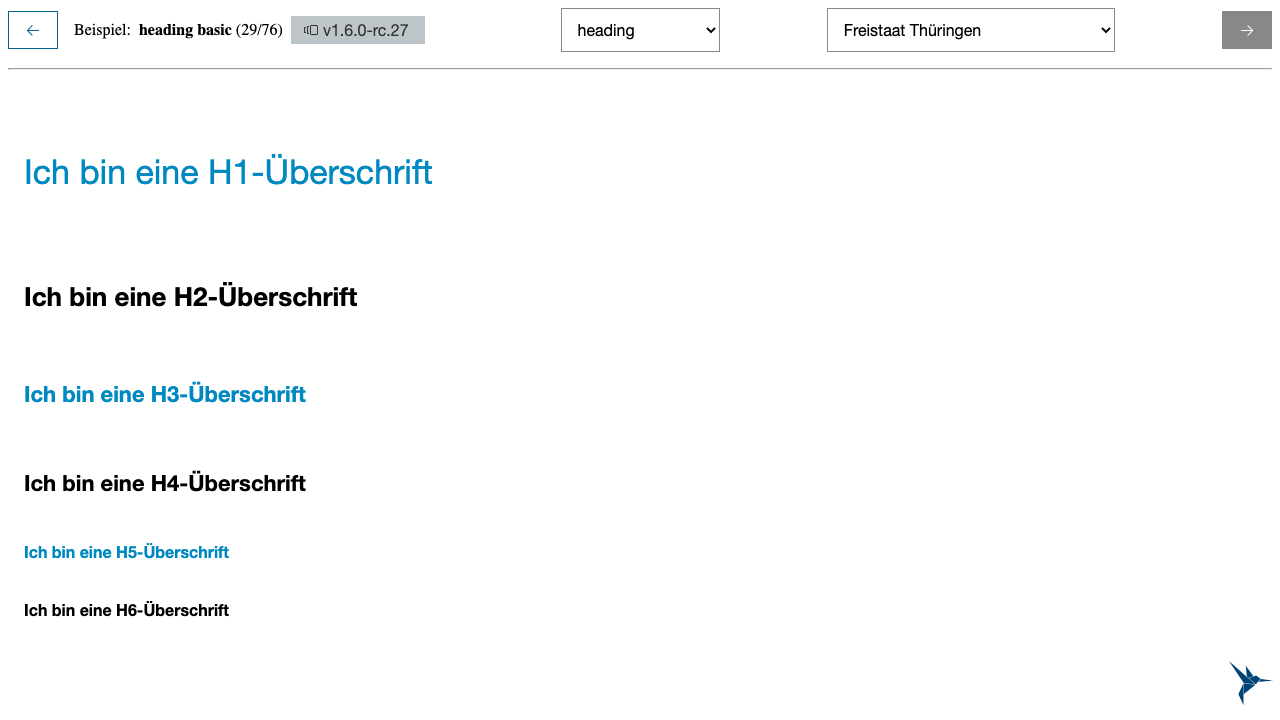 ← Beispiel: heading basic (29/76) v1.6.0-rc.27 heading Freistaat Thüringen →
Ich bin eine H1-Überschrift
Ich bin eine H2-Überschrift
Ich bin eine H3-Überschrift
Ich bin eine H4-Überschrift
Ich bin eine H5-Überschrift
Ich bin eine H6-Überschrift